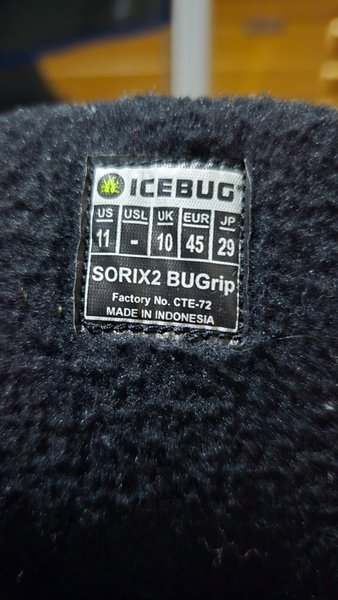 ICEBUG
US USL UK EUR JP
11 - 10 45 29
SORIX2 BUGrip
Factory No. CTE-72
MADE IN INDONESIA